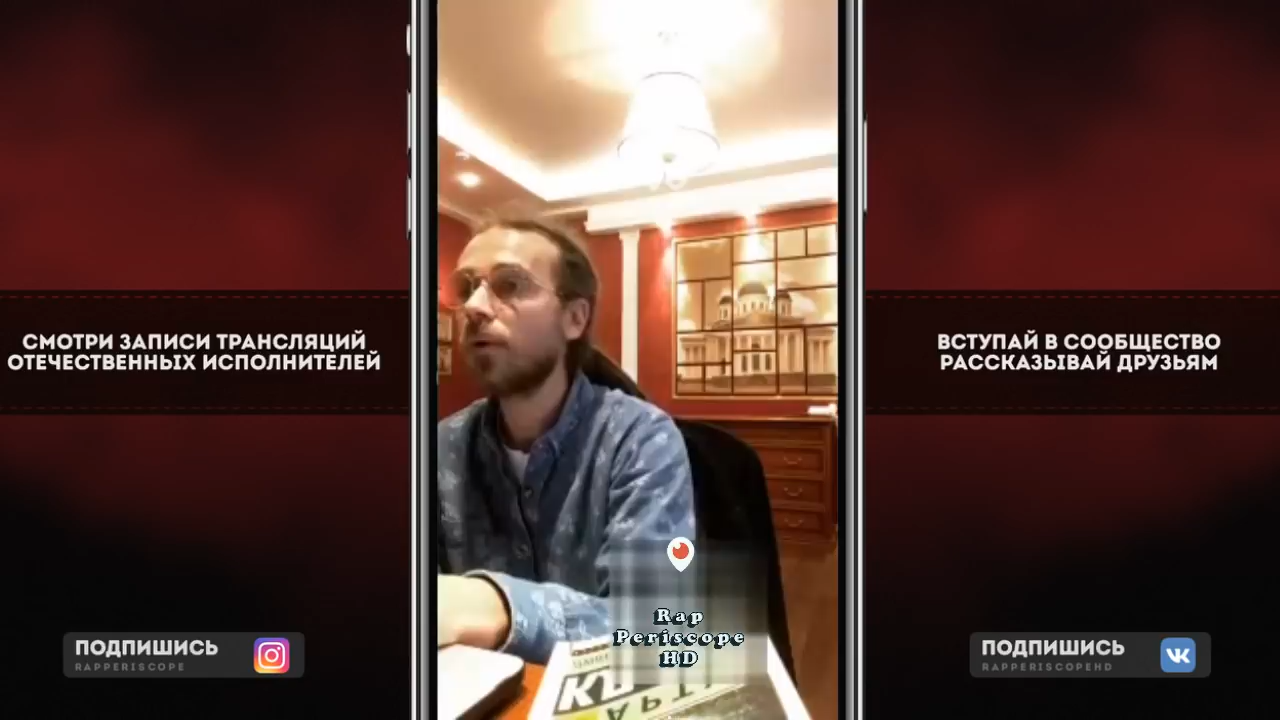 СМОТРИ ЗАПИСИ ТРАНСЛЯЦИЙ
ОТЕЧЕСТВЕННЫХ ИСПОЛНИТЕЛЕЙ
ВСТУПАЙ В СООБЩЕСТВО
РАССКАЗЫВАЙ ДРУЗЬЯМ
ПОДПИШИСЬ
RAPPERISCOPE
Rap
Periscope
HD
ПОДПИШИСЬ
RAPPERISCOPEHD